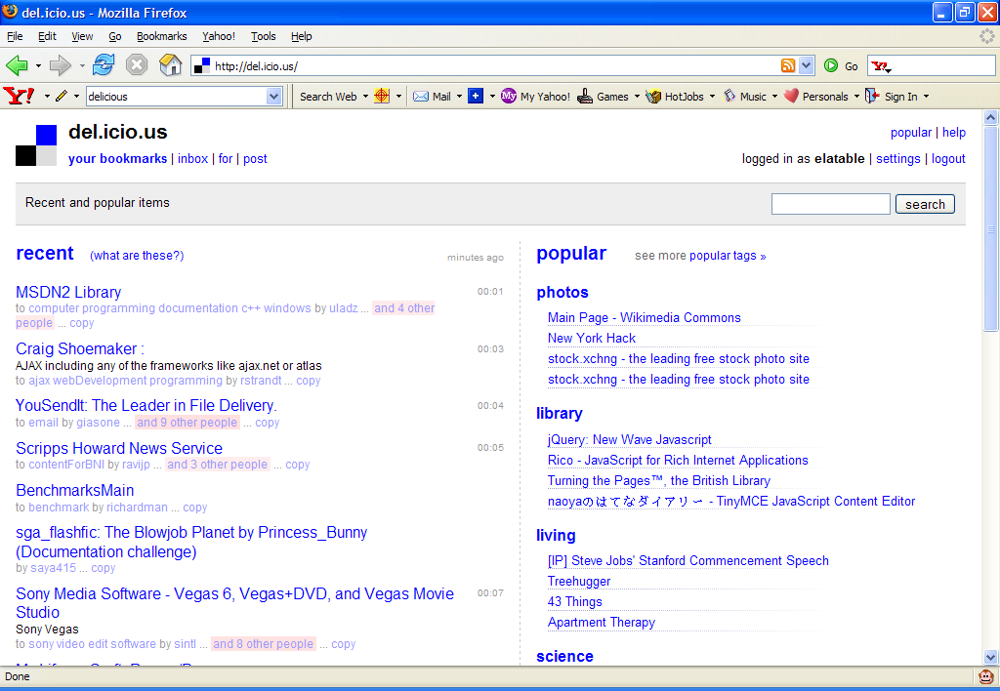 del.icio.us - Mozilla Firefox
File Edit View Go Bookmarks Yahoo! Tools Help
http://del.icio.us/ Go Y!
Y! delicious Search Web Mail My Yahoo! Games HotJobs Music Personals Sign In
del.icio.us
popular | help
your bookmarks | inbox | for | post
logged in as elatable | settings | logout
Recent and popular items
search
recent (what are these?) minutes ago
MSDN2 Library 00:01
to computer programming documentation c++ windows by uladz ... and 4 other
people ... copy
Craig Shoemaker : 00:03
AJAX including any of the frameworks like ajax.net or atlas
to ajax webDevelopment programming by rstrandt ... copy
YouSendIt: The Leader in File Delivery. 00:04
to email by giasone ... and 9 other people ... copy
Scripps Howard News Service 00:05
to contentForBNI by ravijp ... and 3 other people ... copy
BenchmarksMain
to benchmark by richardman ... copy
sga_flashfic: The Blowjob Planet by Princess_Bunny
(Documentation challenge)
by saya415 ... copy
Sony Media Software - Vegas 6, Vegas+DVD, and Vegas Movie 00:07
Studio
Sony Vegas
to sony video edit software by sintl ... and 8 other people ... copy
popular see more popular tags »
photos
Main Page - Wikimedia Commons
New York Hack
stock.xchng - the leading free stock photo site
stock.xchng - the leading free stock photo site
library
jQuery: New Wave Javascript
Rico - JavaScript for Rich Internet Applications
Turning the Pages™, the British Library
naoyaのはてなダイアリー - TinyMCE JavaScript Content Editor
living
[IP] Steve Jobs' Stanford Commencement Speech
Treehugger
43 Things
Apartment Therapy
science
Done